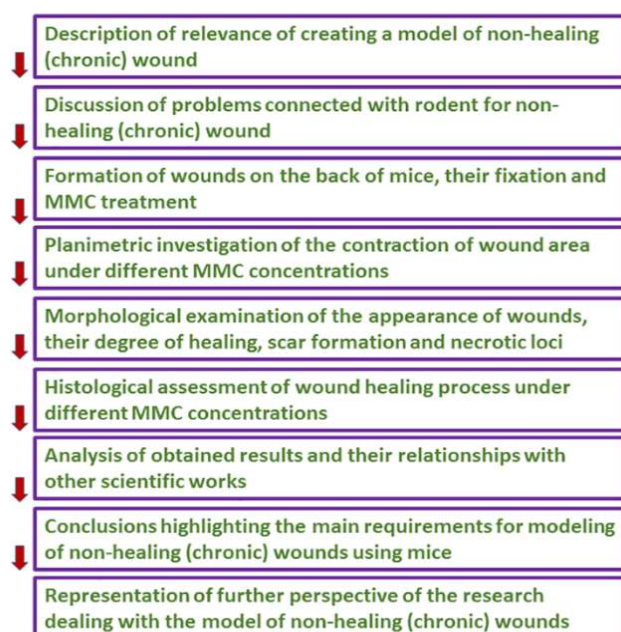 Description of relevance of creating a model of non-healing
(chronic) wound
Discussion of problems connected with rodent for non-
healing (chronic) wound
Formation of wounds on the back of mice, their fixation and
MMC treatment
Planimetric investigation of the contraction of wound area
under different MMC concentrations
Morphological examination of the appearance of wounds,
their degree of healing, scar formation and necrotic loci
Histological assessment of wound healing process under
different MMC concentrations
Analysis of obtained results and their relationships with
other scientific works
Conclusions highlighting the main requirements for modeling
of non-healing (chronic) wounds using mice
Representation of further perspective of the research
dealing with the model of non-healing (chronic) wounds